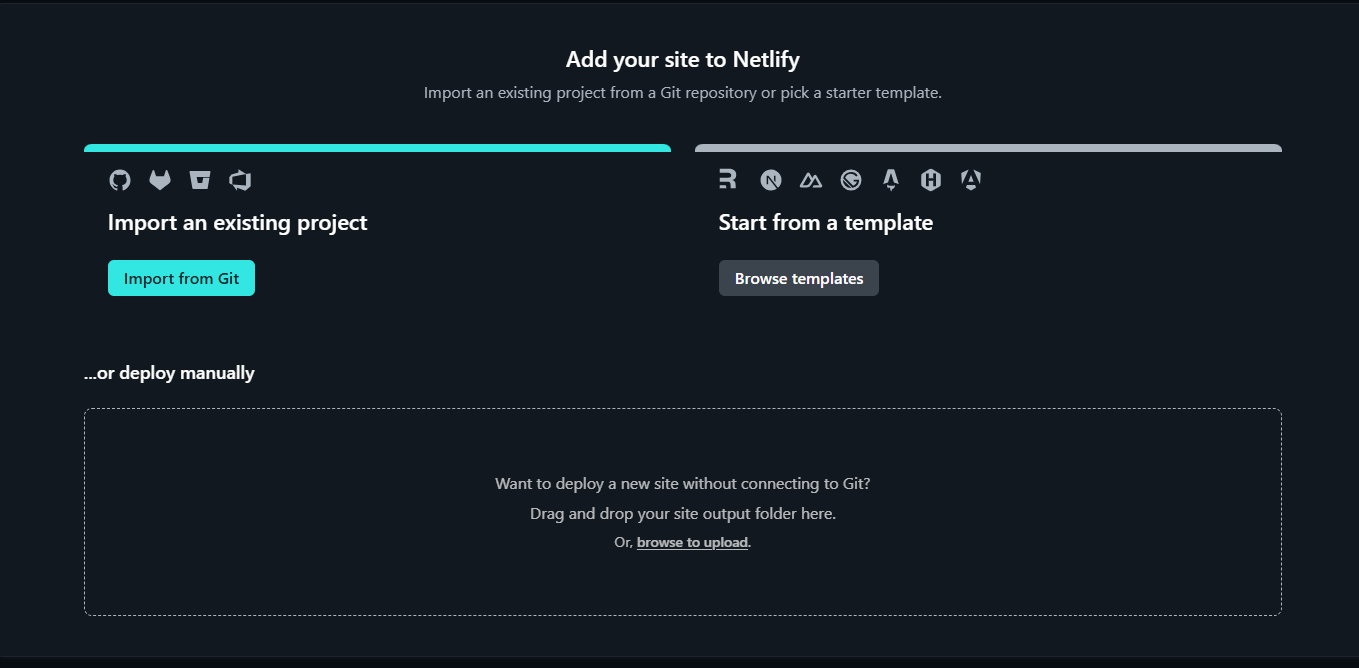 Add your site to Netlify
Import an existing project from a Git repository or pick a starter template.
Import an existing project
Import from Git
Start from a template
Browse templates
...or deploy manually
Want to deploy a new site without connecting to Git?
Drag and drop your site output folder here.
Or, browse to upload.